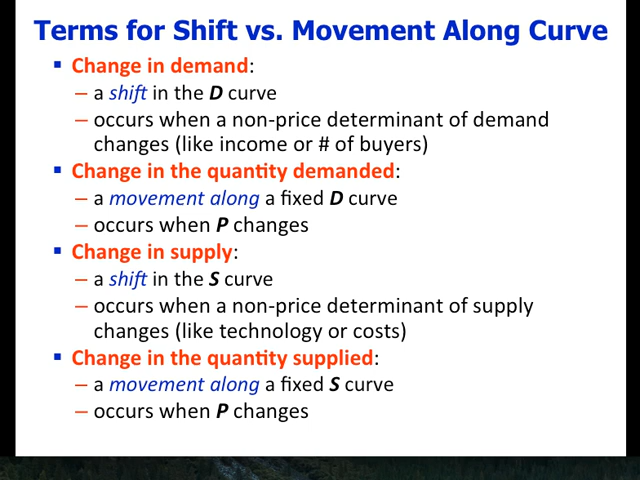 Terms for Shift vs. Movement Along Curve
▪ Change in demand:
– a shift in the D curve
– occurs when a non-price determinant of demand
changes (like income or # of buyers)
▪ Change in the quantity demanded:
– a movement along a fixed D curve
– occurs when P changes
▪ Change in supply:
– a shift in the S curve
– occurs when a non-price determinant of supply
changes (like technology or costs)
▪ Change in the quantity supplied:
– a movement along a fixed S curve
– occurs when P changes